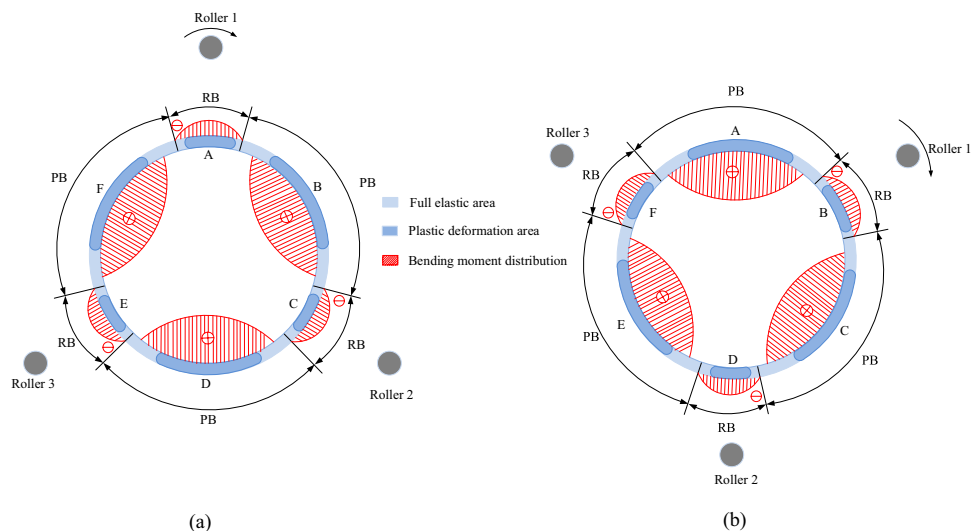 Roller 1
RB
A
PB
PB
F
B
E
C
RB
RB
Roller 3
Roller 2
D
PB
(a)
Full elastic area
Plastic deformation area
Bending moment distribution
PB
Roller 3
A
Roller 1
RB
RB
F
B
E
C
PB
PB
D
RB
Roller 2
(b)